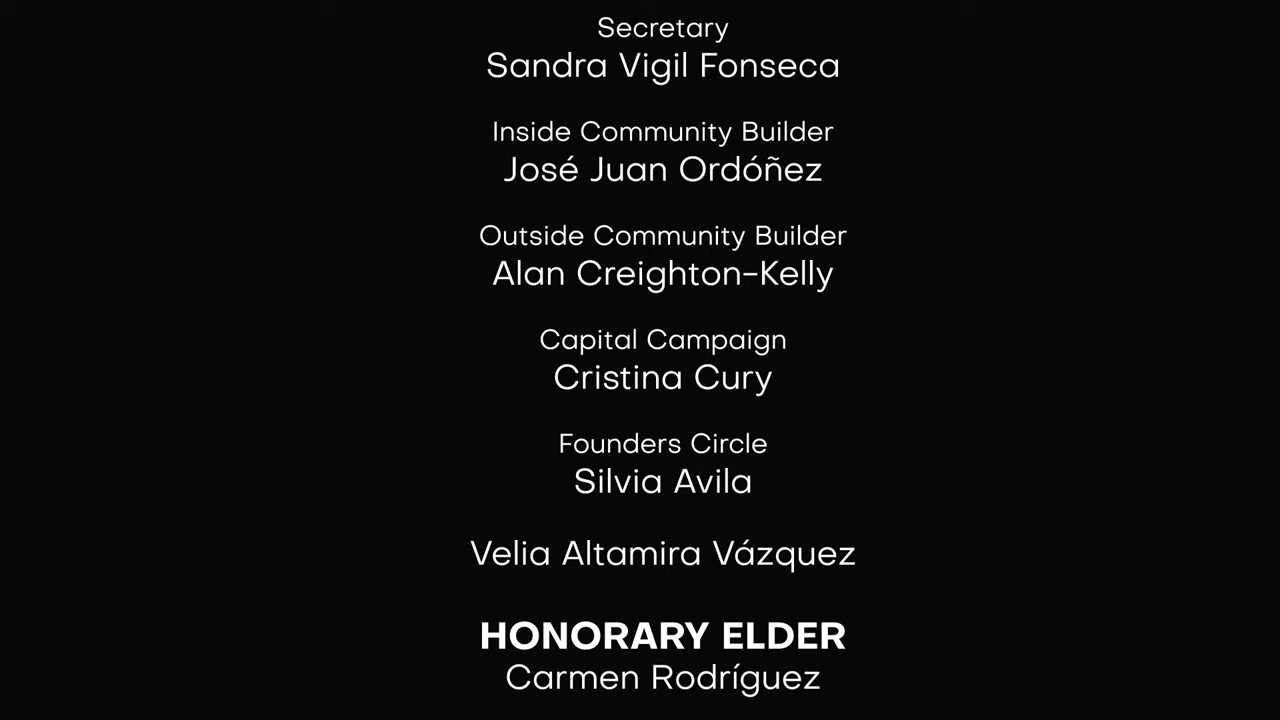 Secretary
Sandra Vigil Fonseca
Inside Community Builder
José Juan Ordóñez
Outside Community Builder
Alan Creighton-Kelly
Capital Campaign
Cristina Cury
Founders Circle
Silvia Avila
Velia Altamira Vázquez
HONORARY ELDER
Carmen Rodríguez